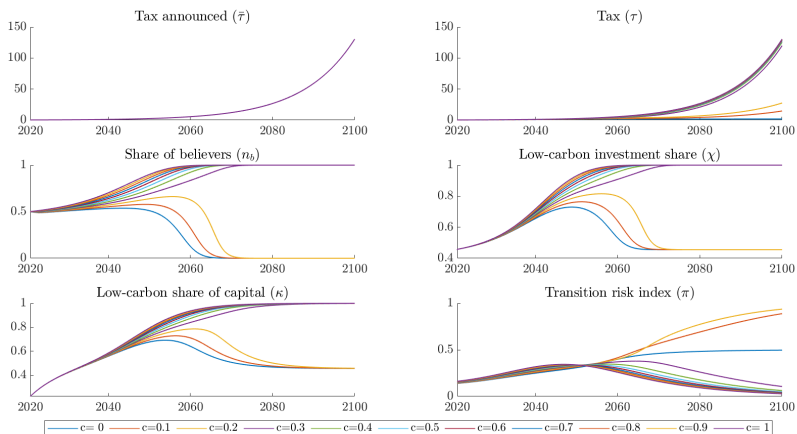 Tax announced (τ̄)
150
100
50
0
2020 2040 2060 2080 2100
Tax (τ)
150
100
50
0
2020 2040 2060 2080 2100
Share of believers (n_b)
1
0.5
0
2020 2040 2060 2080 2100
Low-carbon investment share (χ)
1
0.8
0.6
0.4
2020 2040 2060 2080 2100
Low-carbon share of capital (κ)
1
0.8
0.6
0.4
2020 2040 2060 2080 2100
Transition risk index (π)
1
0.5
0
2020 2040 2060 2080 2100
c= 0 c=0.1 c=0.2 c=0.3 c=0.4 c=0.5 c=0.6 c=0.7 c=0.8 c=0.9 c= 1